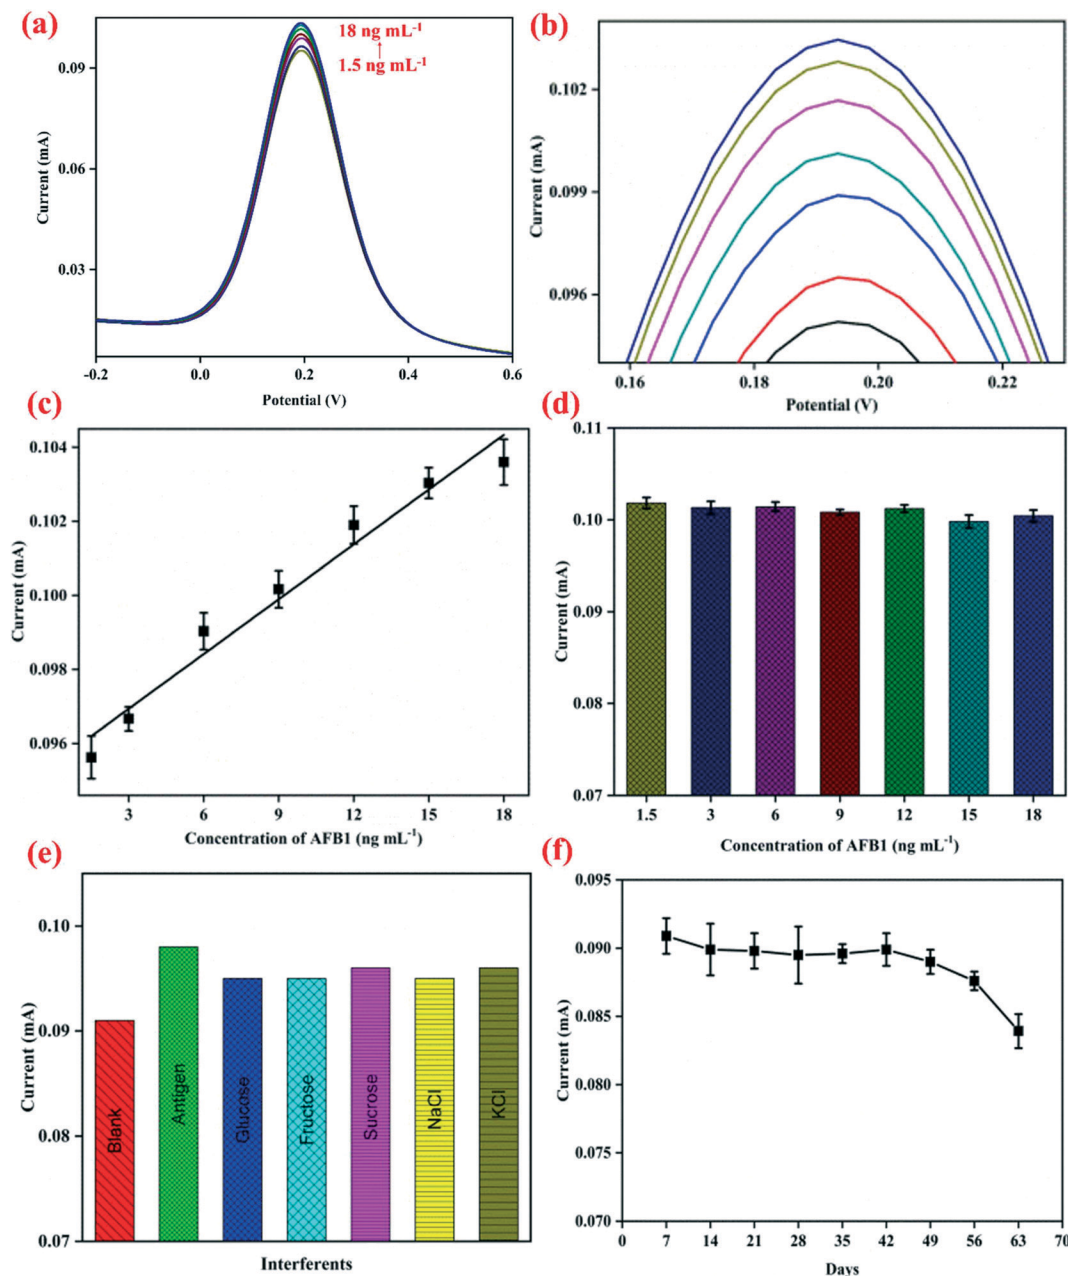 (a)
18 ng mL-1
1.5 ng mL-1
0.09
0.06
0.03
Current (mA)
-0.2 0.0 0.2 0.4 0.6
Potential (V)
(b)
0.102
0.099
0.096
Current (mA)
0.16 0.18 0.20 0.22
Potential (V)
(c)
0.104
0.102
0.100
0.098
0.096
Current (mA)
3 6 9 12 15 18
Concentration of AFB1 (ng mL-1)
(d)
0.11
0.10
0.09
0.08
0.07
Current (mA)
1.5 3 6 9 12 15 18
Concentration of AFB1 (ng mL-1)
(e)
0.10
0.09
0.08
0.07
Current (mA)
Blank
Antigen
Glucose
Fructose
Sucrose
NaCl
KCl
Interferents
(f)
0.095
0.090
0.085
0.080
0.075
0.070
Current (mA)
0 7 14 21 28 35 42 49 56 63 70
Days